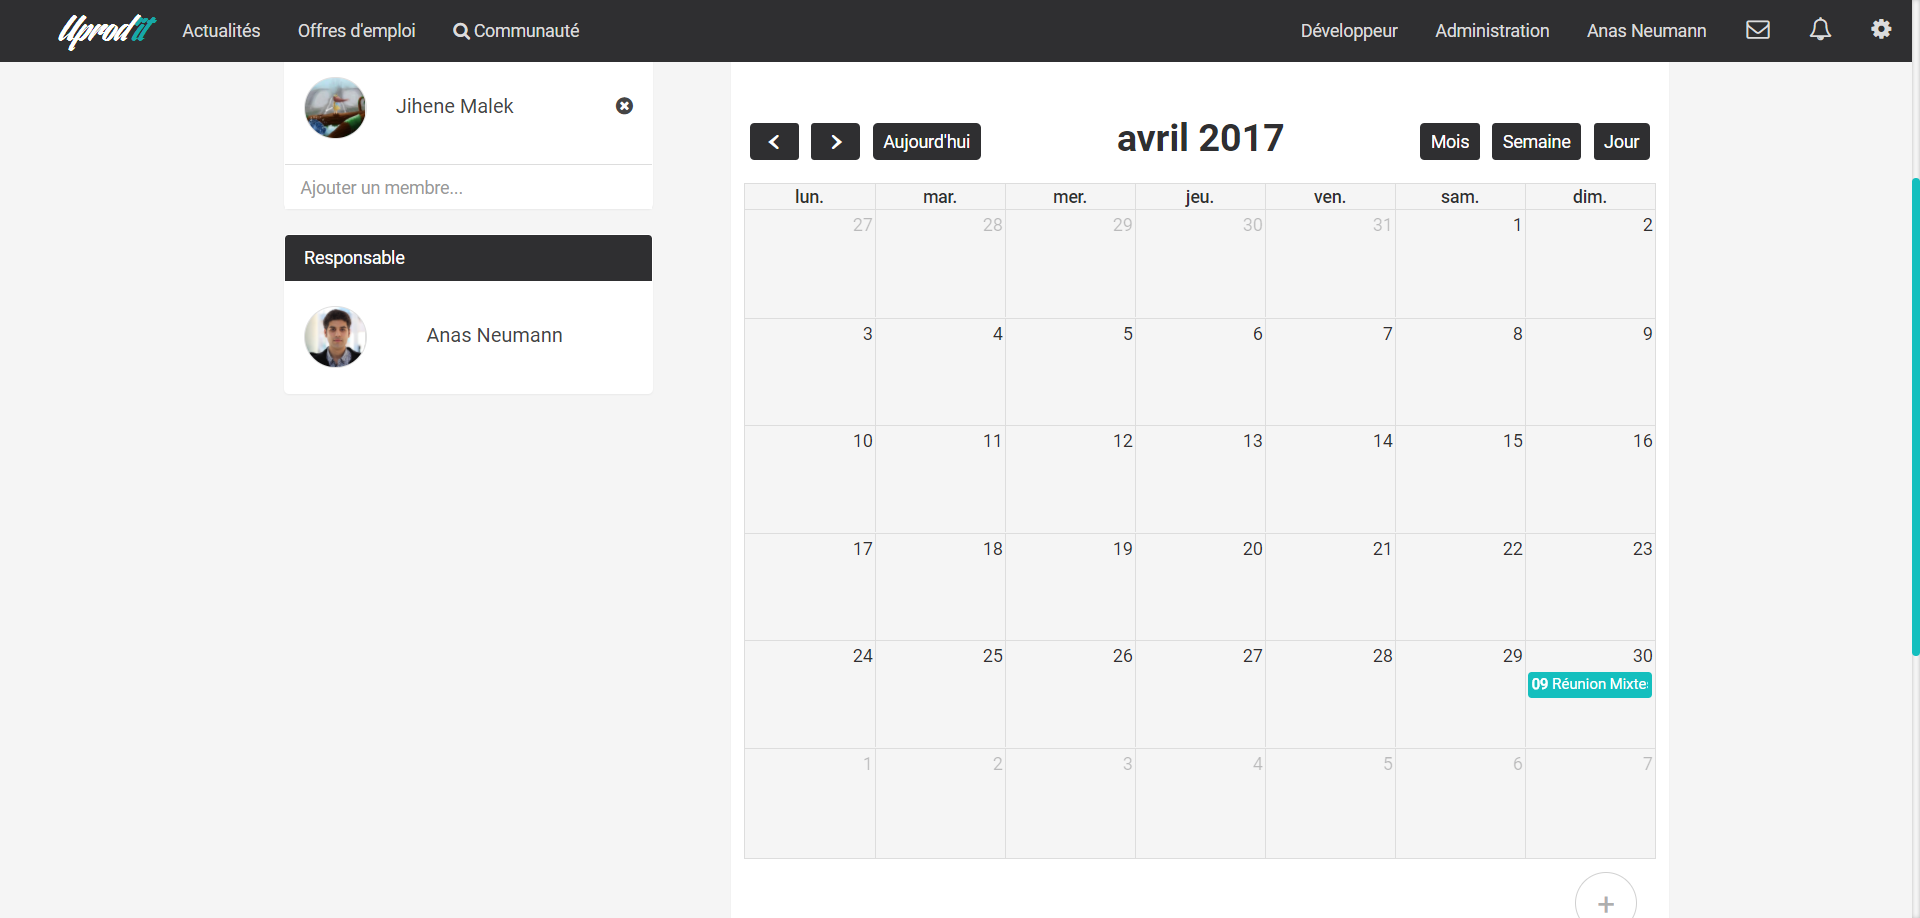 Uprodit Actualités Offres d'emploi Communauté Développeur Administration Anas Neumann
Jihene Malek
Ajouter un membre...
Responsable
Anas Neumann
Aujourd'hui avril 2017 Mois Semaine Jour
lun. mar. mer. jeu. ven. sam. dim.
27 28 29 30 31 1 2
3 4 5 6 7 8 9
10 11 12 13 14 15 16
17 18 19 20 21 22 23
24 25 26 27 28 29 30
09 Réunion Mixte
1 2 3 4 5 6 7
+